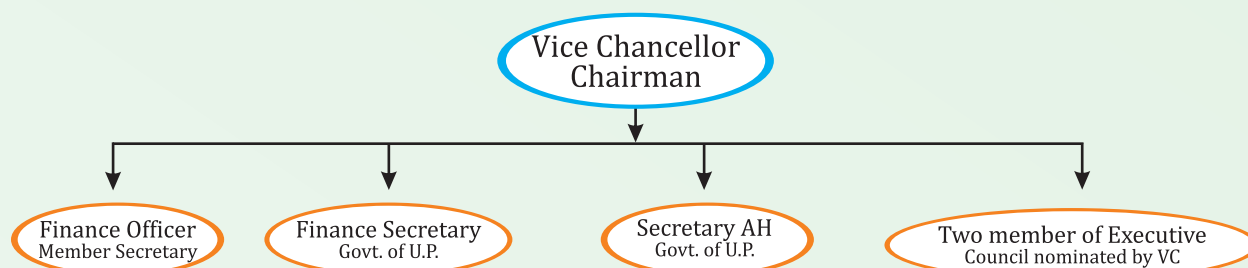 Vice Chancellor
Chairman
Finance Officer
Member Secretary
Finance Secretary
Govt. of U.P.
Secretary AH
Govt. of U.P.
Two member of Executive
Council nominated by VC